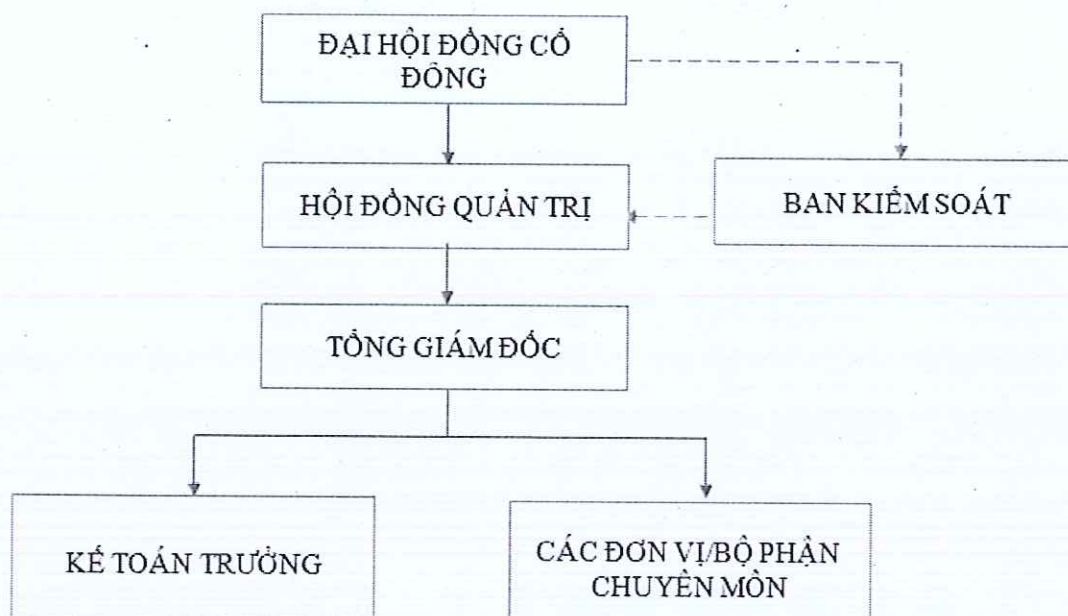 ĐẠI HỘI ĐỒNG CỔ
ĐÔNG
HỘI ĐỒNG QUẢN TRỊ
BAN KIỂM SOÁT
TỔNG GIÁM ĐỐC
KẾ TOÁN TRƯỞNG
CÁC ĐƠN VỊ/BỘ PHẬN
CHUYÊN MÔN